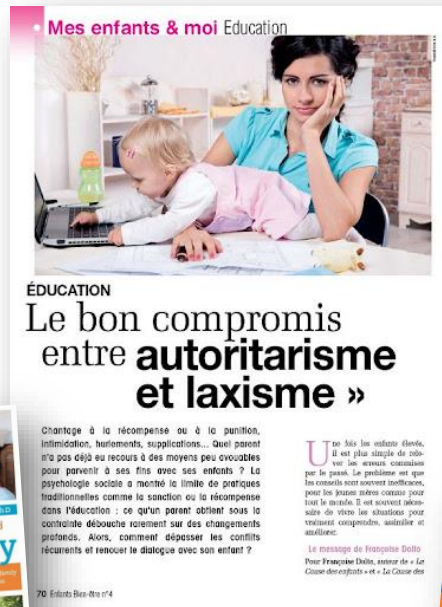 Mes enfants & moi Education
ÉDUCATION
Le bon compromis
entre autoritarisme
et laxisme »
Chantage à la récompense ou à la punition,
intimidation, hurlements, supplications... Quel parent
n'a pas déjà eu recours à des moyens peu avouables
pour parvenir à ses fins avec ses enfants ? La
psychologie sociale a montré la limite de pratiques
traditionnelles comme la sanction ou la récompense
dans l'éducation : ce qu'un parent obtient sous la
contrainte débouche rarement sur des changements
profonds. Alors, comment dépasser les conflits
récurrents et renouer le dialogue avec son enfant ?
Une fois les enfants élevés,
il est plus simple de rele-
ver les erreurs commises
par le passé. Le problème est que
les conseils sont souvent inefficaces,
pour les jeunes mères comme pour
tout le monde. Il est souvent néces-
saire de vivre les situations pour
vraiment comprendre, assimiler et
améliorer.
Le message de Françoise Dolto
Pour Françoise Dolto, auteur de « La
Cause des enfants » et « La Cause des
70 Enfants Bien-être n°4